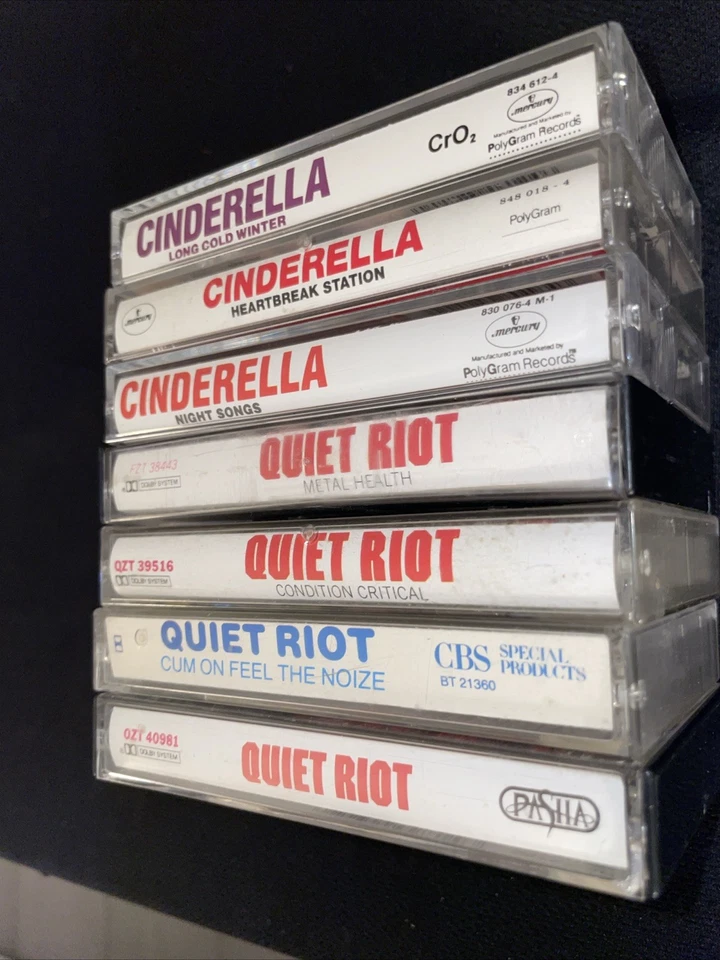 CINDERELLA
LONG COLD WINTER
CrO2
834 612-4
mercury
Manufactured and Marketed by
PolyGram Records
mercury
CINDERELLA
HEARTBREAK STATION
848 018 - 4
PolyGram
CINDERELLA
NIGHT SONGS
830 076-4 M-1
mercury
Manufactured and Marketed by
PolyGram Records
FZT 38443
DOLBY SYSTEM
QUIET RIOT
METAL HEALTH
QZT 39516
DOLBY SYSTEM
QUIET RIOT
CONDITION CRITICAL
QUIET RIOT
CUM ON FEEL THE NOIZE
CBS SPECIAL PRODUCTS
BT 21360
OZT 40981
DOLBY SYSTEM
QUIET RIOT
PASHA